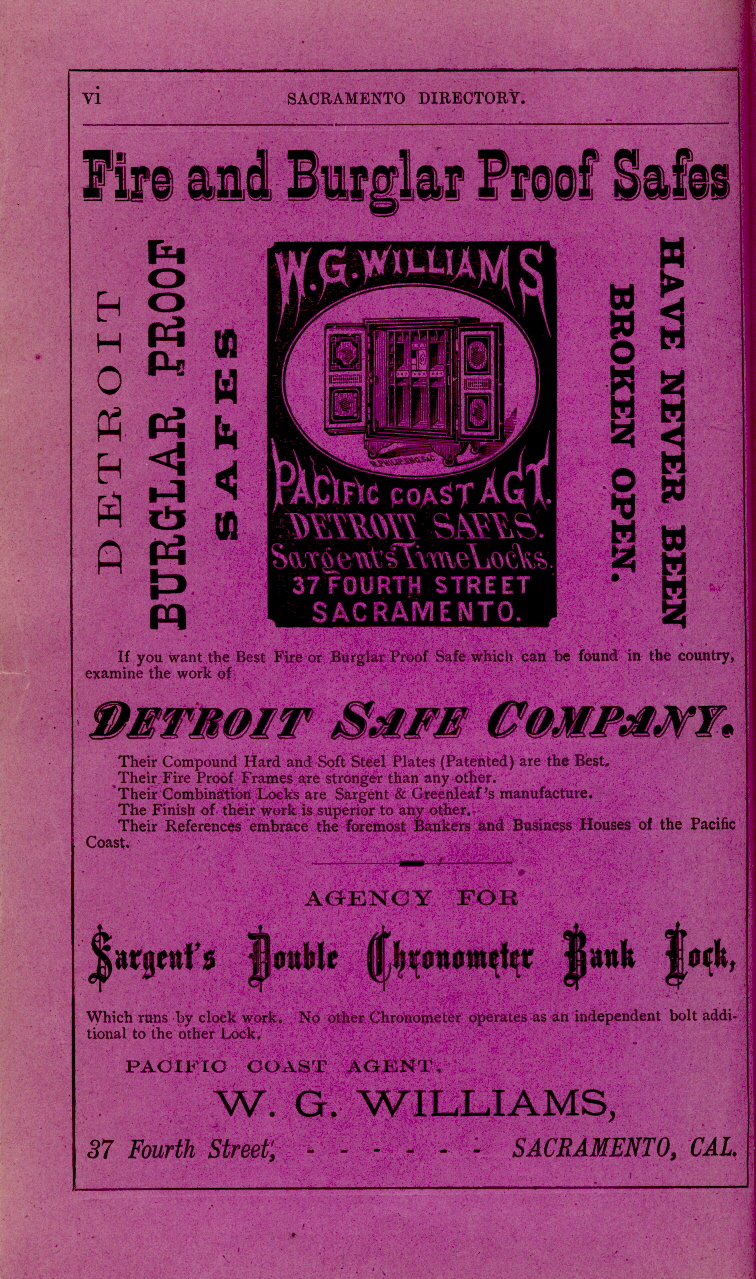 vi
SACRAMENTO DIRECTORY.
Fire and Burglar Proof Safes
DETROIT
BURGLAR PROOF
SAFES
W. G. WILLIAMS
PACIFIC COAST AGT.
DETROIT SAFES.
Sargent's Time Locks.
37 FOURTH STREET
SACRAMENTO.
HAVE NEVER BEEN
BROKEN OPEN.
If you want the Best Fire or Burglar Proof Safe which can be found in the country,
examine the work of
DETROIT SAFE COMPANY.
Their Compound Hard and Soft Steel Plates (Patented) are the Best.
Their Fire Proof Frames are stronger than any other.
Their Combination Locks are Sargent & Greenleaf's manufacture.
The Finish of their work is superior to any other.
Their References embrace the foremost Bankers and Business Houses of the Pacific
Coast.
AGENCY FOR
Sargent's Double Chronometer Bank Lock,
Which runs by clock work. No other Chronometer operates as an independent bolt addi-
tional to the other Lock.
PACIFIC COAST AGENT.
W. G. WILLIAMS,
37 Fourth Street, - - - - - - SACRAMENTO, CAL.